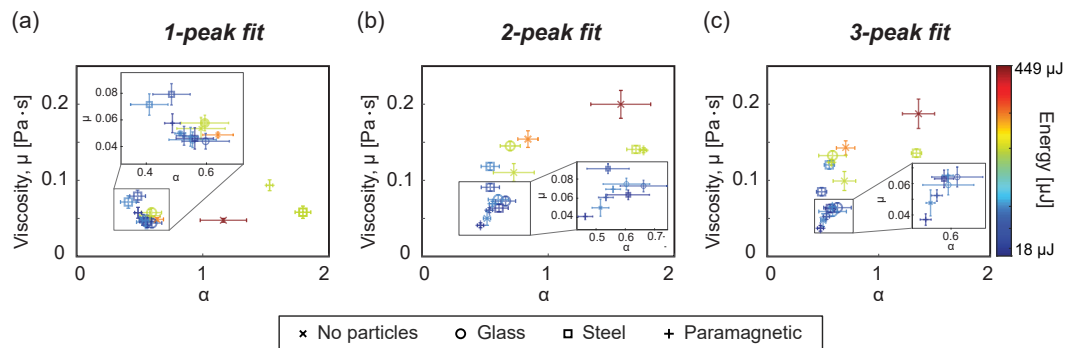 (a) 1-peak fit
(b) 2-peak fit
(c) 3-peak fit
Viscosity, μ [Pa·s]
0.2
0.1
0
0 1 2
α
μ
0.08
0.06
0.04
0.4 0.6
α
Viscosity, μ [Pa·s]
0.2
0.1
0
0 1 2
α
μ
0.08
0.06
0.04
0.5 0.6 0.7
α
Viscosity, μ [Pa·s]
0.2
0.1
0
0 1 2
α
μ
0.06
0.04
0.6
α
449 μJ
Energy [μJ]
18 μJ
No particles Glass Steel Paramagnetic